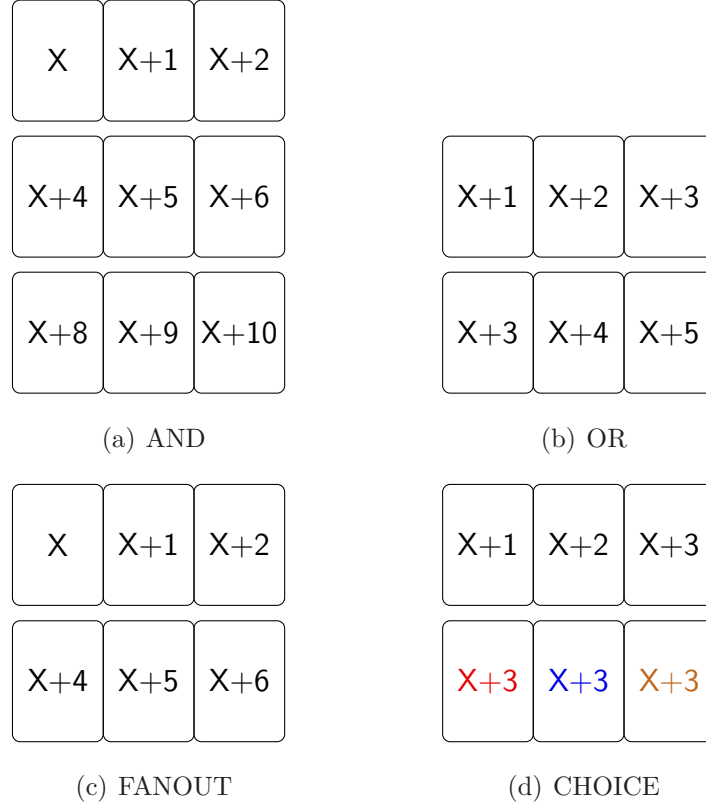 X X+1 X+2
X+4 X+5 X+6
X+8 X+9 X+10
(a) AND
X+1 X+2 X+3
X+3 X+4 X+5
(b) OR
X X+1 X+2
X+4 X+5 X+6
(c) FANOUT
X+1 X+2 X+3
X+3 X+3 X+3
(d) CHOICE